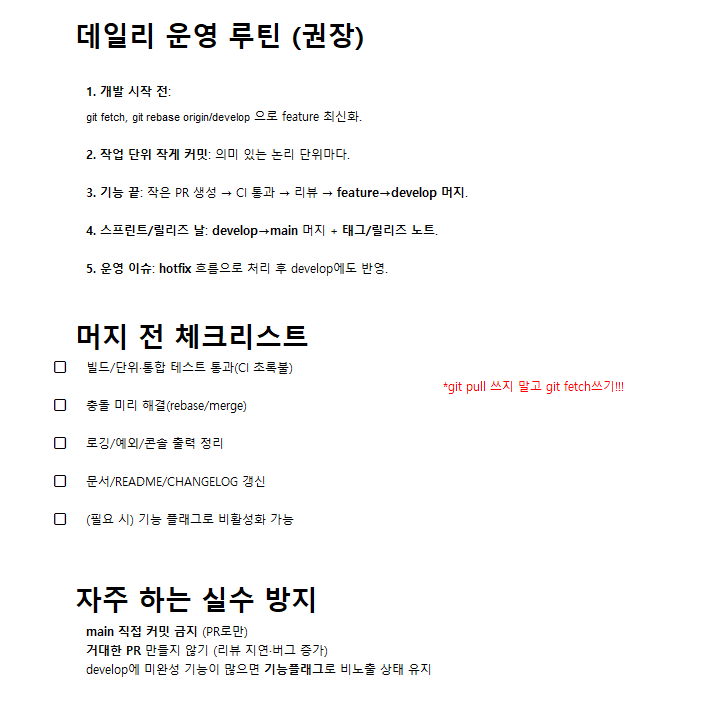 데일리 운영 루틴 (권장)
1. 개발 시작 전:
git fetch, git rebase origin/develop 으로 feature 최신화.
2. 작업 단위 작게 커밋: 의미 있는 논리 단위마다.
3. 기능 끝: 작은 PR 생성 → CI 통과 → 리뷰 → feature→develop 머지.
4. 스프린트/릴리즈 날: develop→main 머지 + 태그/릴리즈 노트.
5. 운영 이슈: hotfix 흐름으로 처리 후 develop에도 반영.
머지 전 체크리스트
빌드/단위·통합 테스트 통과(CI 초록불)
*git pull 쓰지 말고 git fetch쓰기!!!
충돌 미리 해결(rebase/merge)
로깅/예외/콘솔 출력 정리
문서/README/CHANGELOG 갱신
(필요 시) 기능 플래그로 비활성화 가능
자주 하는 실수 방지
main 직접 커밋 금지 (PR로만)
거대한 PR 만들지 않기 (리뷰 지연·버그 증가)
develop에 미완성 기능이 많으면 기능플래그로 비노출 상태 유지